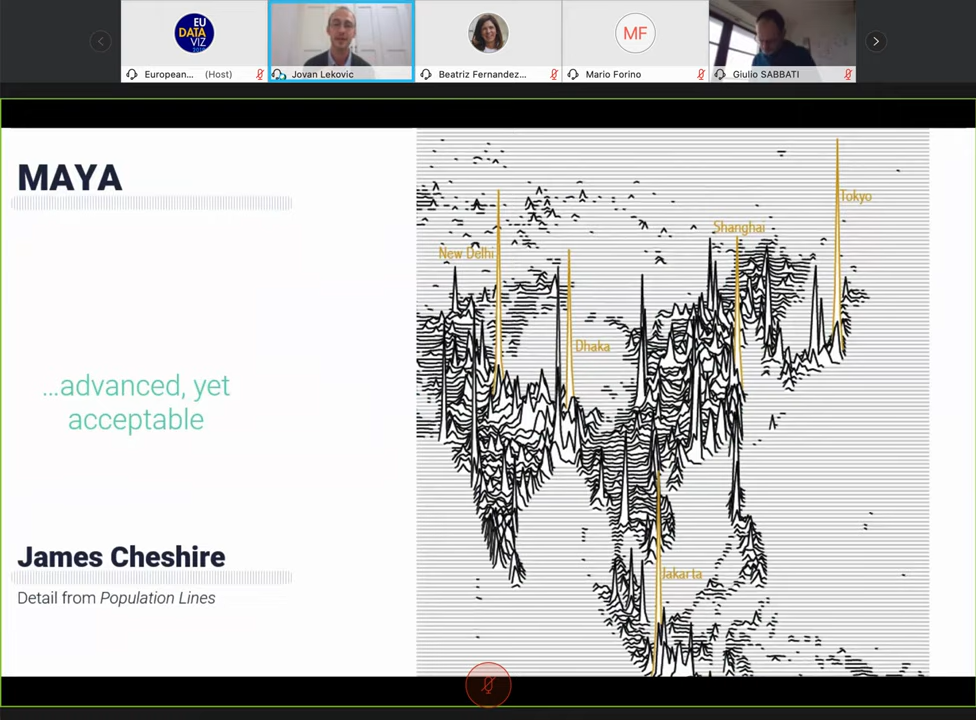 EU
DATA
VIZ
European... (Host)
Jovan Lekovic
Beatriz Fernandez...
MF
Mario Forino
Giulio SABBATI
MAYA
...advanced, yet
acceptable
James Cheshire
Detail from Population Lines
Tokyo
Shanghai
New Delhi
Dhaka
Jakarta